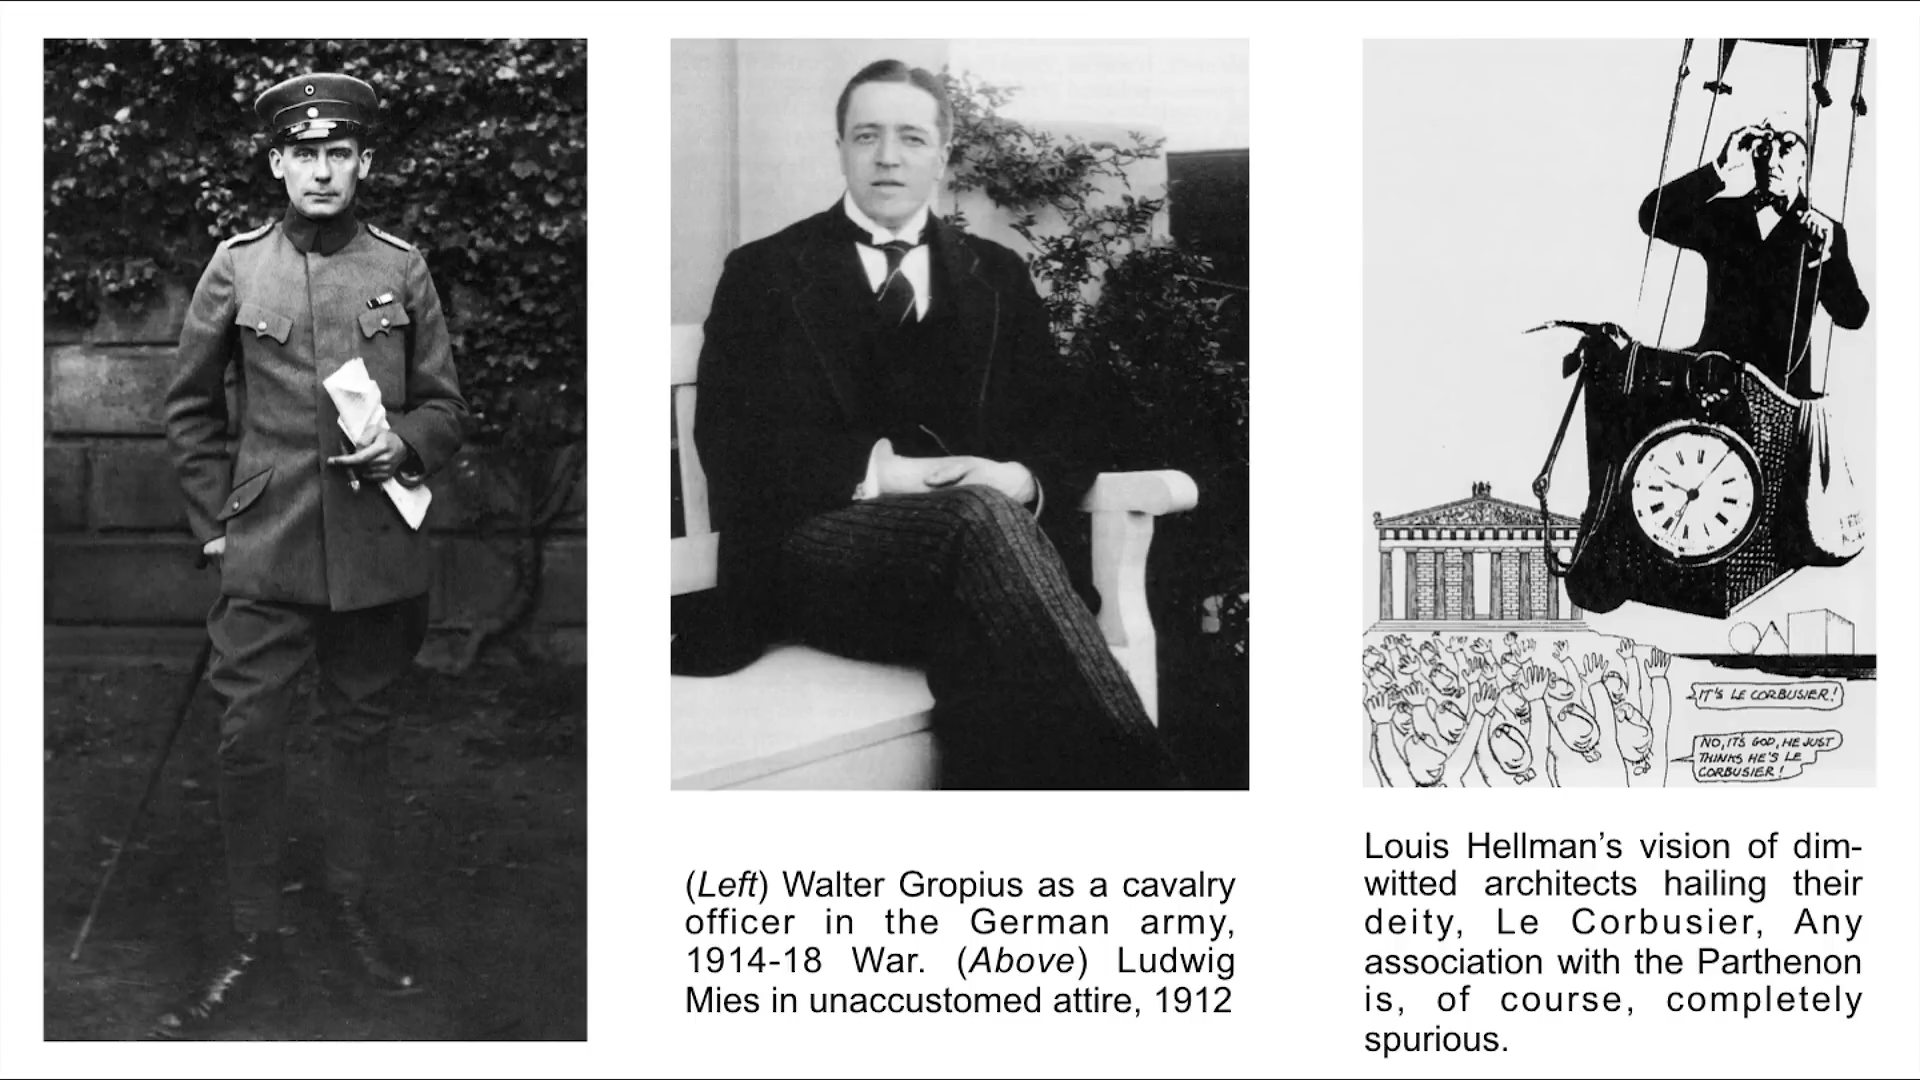 IT'S LE CORBUSIER!
NO, IT'S GOD, HE JUST
THINKS HE'S LE
CORBUSIER!
(Left) Walter Gropius as a cavalry
officer in the German army,
1914-18 War. (Above) Ludwig
Mies in unaccustomed attire, 1912
Louis Hellman’s vision of dim-
witted architects hailing their
deity, Le Corbusier, Any
association with the Parthenon
is, of course, completely
spurious.